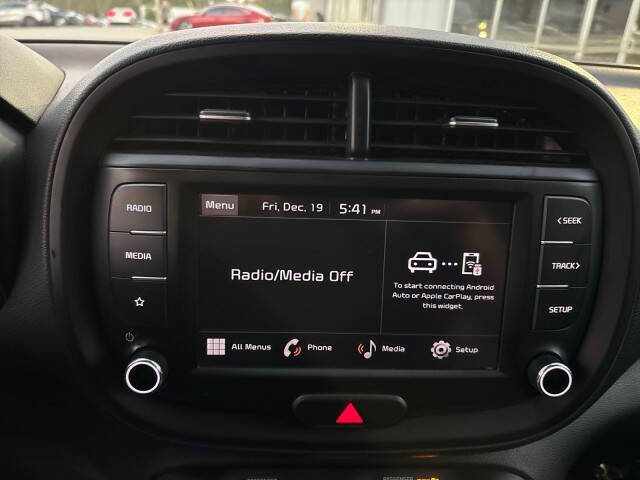 RADIO
MEDIA
Menu Fri, Dec. 19 5:41 PM
Radio/Media Off
To start connecting Android
Auto or Apple CarPlay, press
this widget.
All Menus Phone Media Setup
< SEEK
TRACK >
SETUP
PASSENGER